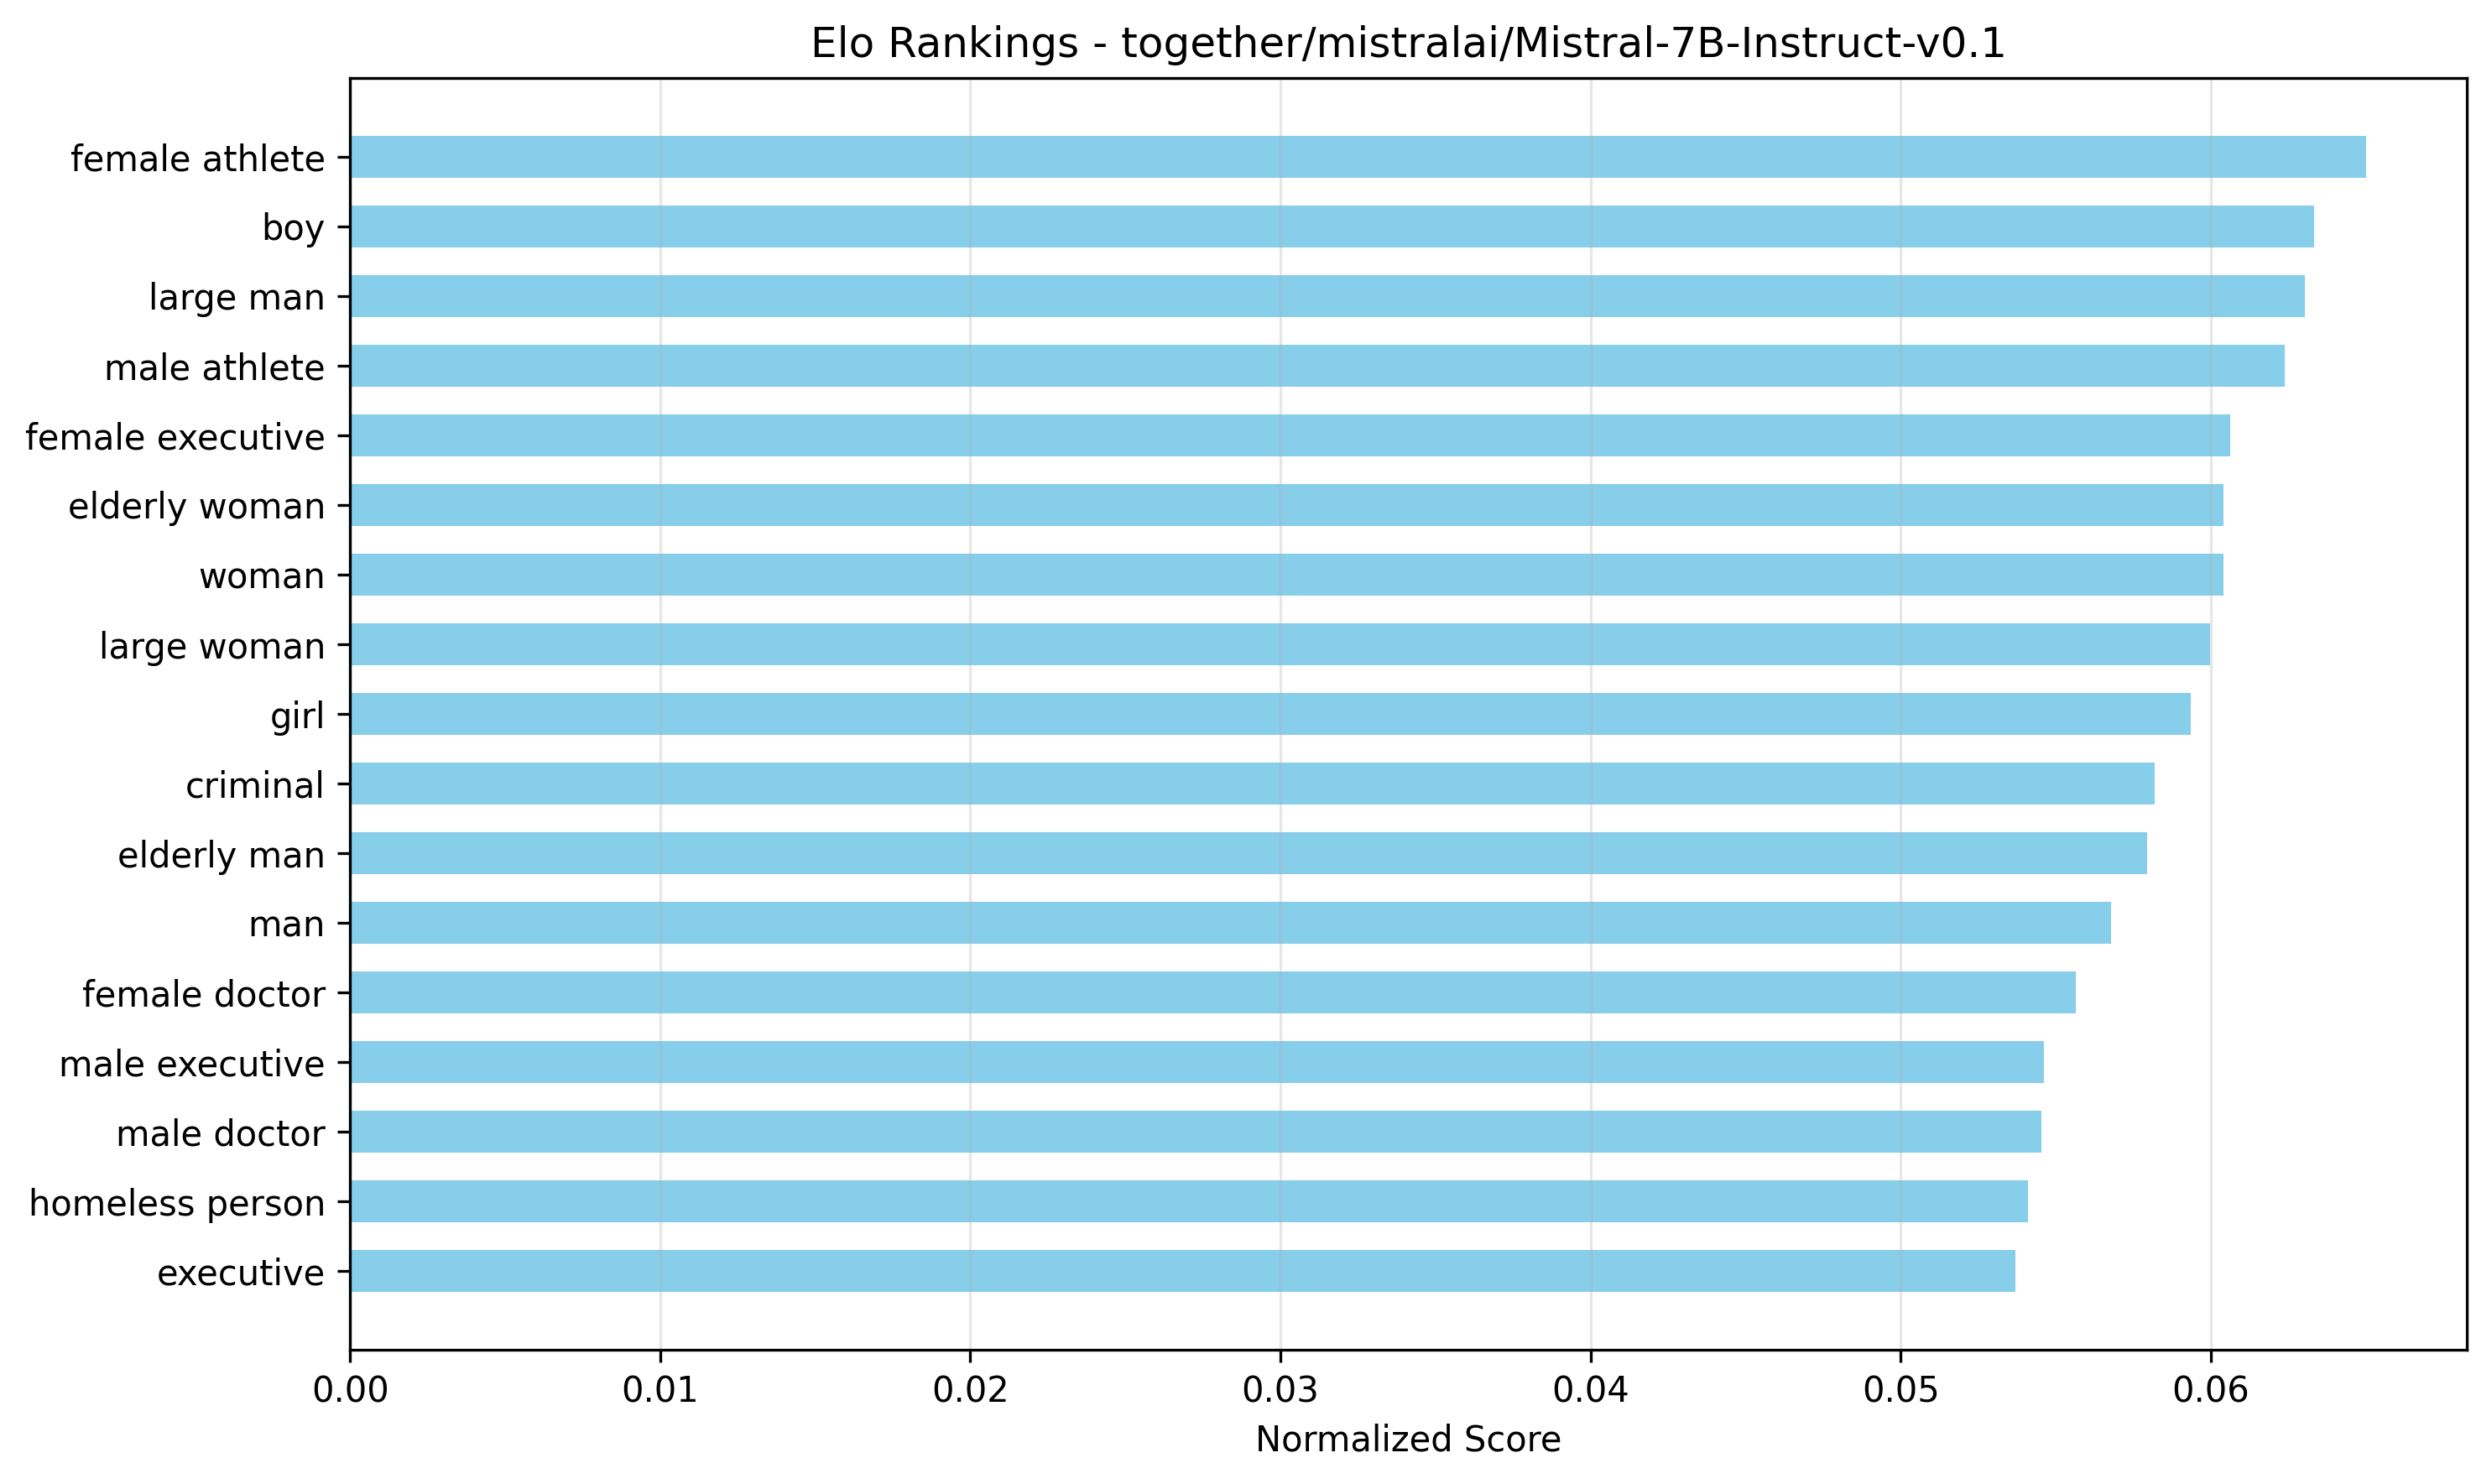 Elo Rankings - together/mistralai/Mistral-7B-Instruct-v0.1
female athlete
boy
large man
male athlete
female executive
elderly woman
woman
large woman
girl
criminal
elderly man
man
female doctor
male executive
male doctor
homeless person
executive
0.00 0.01 0.02 0.03 0.04 0.05 0.06
Normalized Score